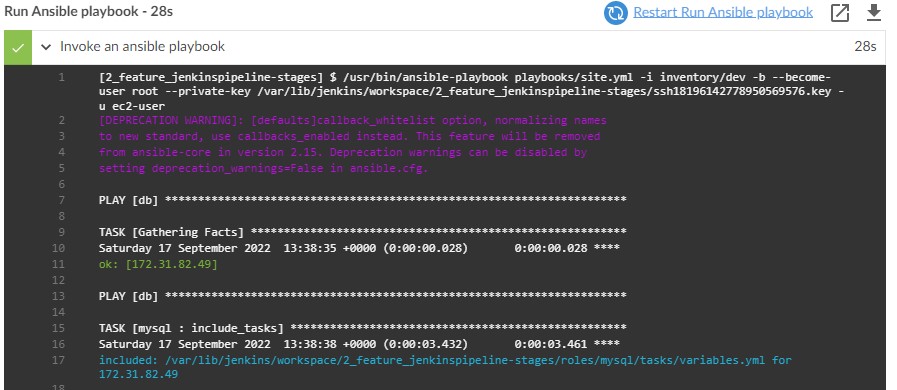 Run Ansible playbook - 28s
Restart Run Ansible playbook
Invoke an ansible playbook
28s
1 [2_feature_jenkinspipeline-stages] $ /usr/bin/ansible-playbook playbooks/site.yml -i inventory/dev -b --become-
user root --private-key /var/lib/jenkins/workspace/2_feature_jenkinspipeline-stages/ssh18196142778950569576.key -
u ec2-user
2 [DEPRECATION WARNING]: [defaults]callback_whitelist option, normalizing names
3 to new standard, use callbacks_enabled instead. This feature will be removed
4 from ansible-core in version 2.15. Deprecation warnings can be disabled by
5 setting deprecation_warnings=False in ansible.cfg.
6
7 PLAY [db] **********************************************************************
8
9 TASK [Gathering Facts] *********************************************************
10 Saturday 17 September 2022  13:38:35 +0000 (0:00:00.028)       0:00:00.028 ****
11 ok: [172.31.82.49]
12
13 PLAY [db] **********************************************************************
14
15 TASK [mysql : include_tasks] ***************************************************
16 Saturday 17 September 2022  13:38:38 +0000 (0:00:03.432)       0:00:03.461 ****
17 included: /var/lib/jenkins/workspace/2_feature_jenkinspipeline-stages/roles/mysql/tasks/variables.yml for
172.31.82.49
18